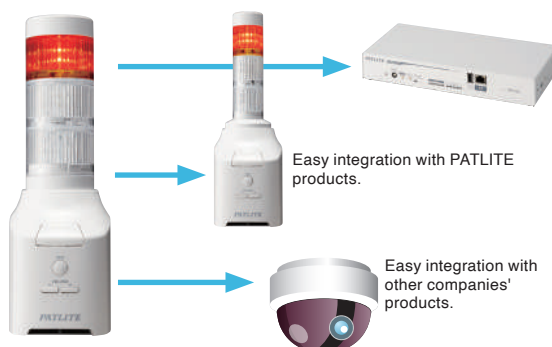 PATLITE
Easy integration with PATLITE
products.
PATLITE
Easy integration with
other companies'
products.
PATLITE